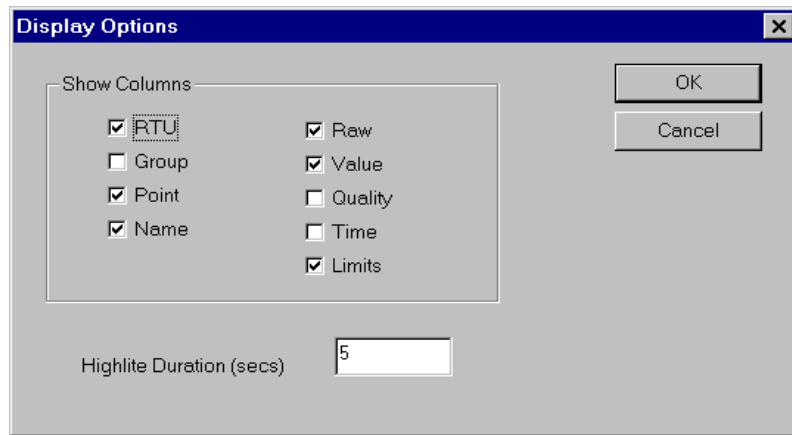 Display Options
Show Columns
RTU
Group
Point
Name
Raw
Value
Quality
Time
Limits
OK
Cancel
Highlite Duration (secs)
5